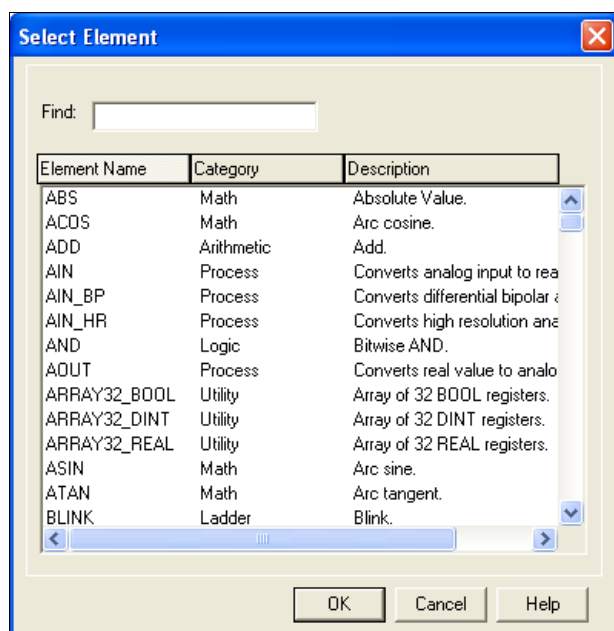 Select Element
Find:
Element Name Category Description
ABS Math Absolute Value.
ACOS Math Arc cosine.
ADD Arithmetic Add.
AIN Process Converts analog input to rea
AIN_BP Process Converts differential bipolar a
AIN_HR Process Converts high resolution ana
AND Logic Bitwise AND.
AOUT Process Converts real value to analo
ARRAY32_BOOL Utility Array of 32 BOOL registers.
ARRAY32_DINT Utility Array of 32 DINT registers.
ARRAY32_REAL Utility Array of 32 REAL registers.
ASIN Math Arc sine.
ATAN Math Arc tangent.
BLINK Ladder Blink.
OK Cancel Help